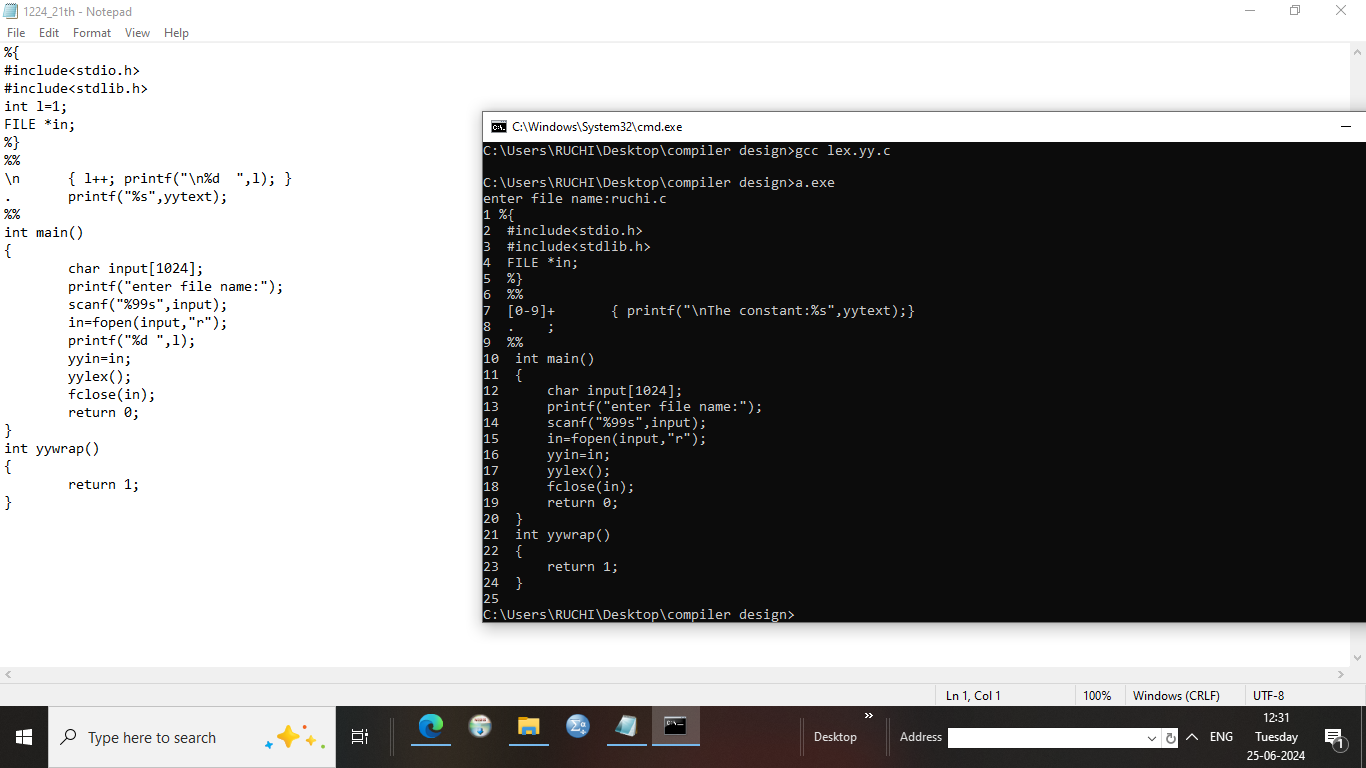 1224_21th - Notepad
File Edit Format View Help
%{
#include<stdio.h>
#include<stdlib.h>
int l=1;
FILE *in;
%}
%%
\n      { l++; printf("\n%d  ",l); }
.       printf("%s",yytext);
%%
int main()
{
        char input[1024];
        printf("enter file name:");
        scanf("%99s",input);
        in=fopen(input,"r");
        printf("%d ",l);
        yyin=in;
        yylex();
        fclose(in);
        return 0;
}
int yywrap()
{
        return 1;
}
C:\Windows\System32\cmd.exe
C:\Users\RUCHI\Desktop\compiler design>gcc lex.yy.c
C:\Users\RUCHI\Desktop\compiler design>a.exe
enter file name:ruchi.c
1 %{
2  #include<stdio.h>
3  #include<stdlib.h>
4  FILE *in;
5  %}
6  %%
7  [0-9]+       { printf("\nThe constant:%s",yytext);}
8  .    ;
9  %%
10  int main()
11  {
12      char input[1024];
13      printf("enter file name:");
14      scanf("%99s",input);
15      in=fopen(input,"r");
16      yyin=in;
17      yylex();
18      fclose(in);
19      return 0;
20  }
21  int yywrap()
22  {
23      return 1;
24  }
25
C:\Users\RUCHI\Desktop\compiler design>
Ln 1, Col 1 100% Windows (CRLF) UTF-8
Type here to search Desktop Address ENG
12:31
Tuesday
25-06-2024
1